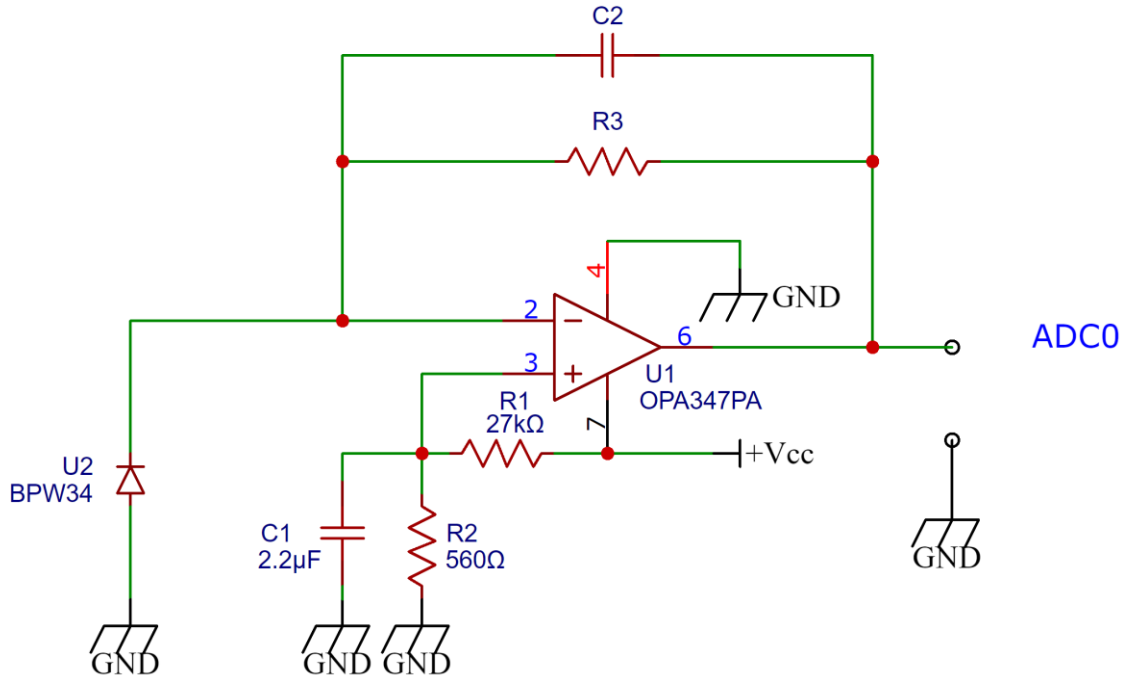 C2
R3
4
GND
2
6
ADC0
3
U1
OPA347PA
R1
27kΩ
7
+Vcc
U2
BPW34
C1
2.2μF
R2
560Ω
GND
GND
GND
GND